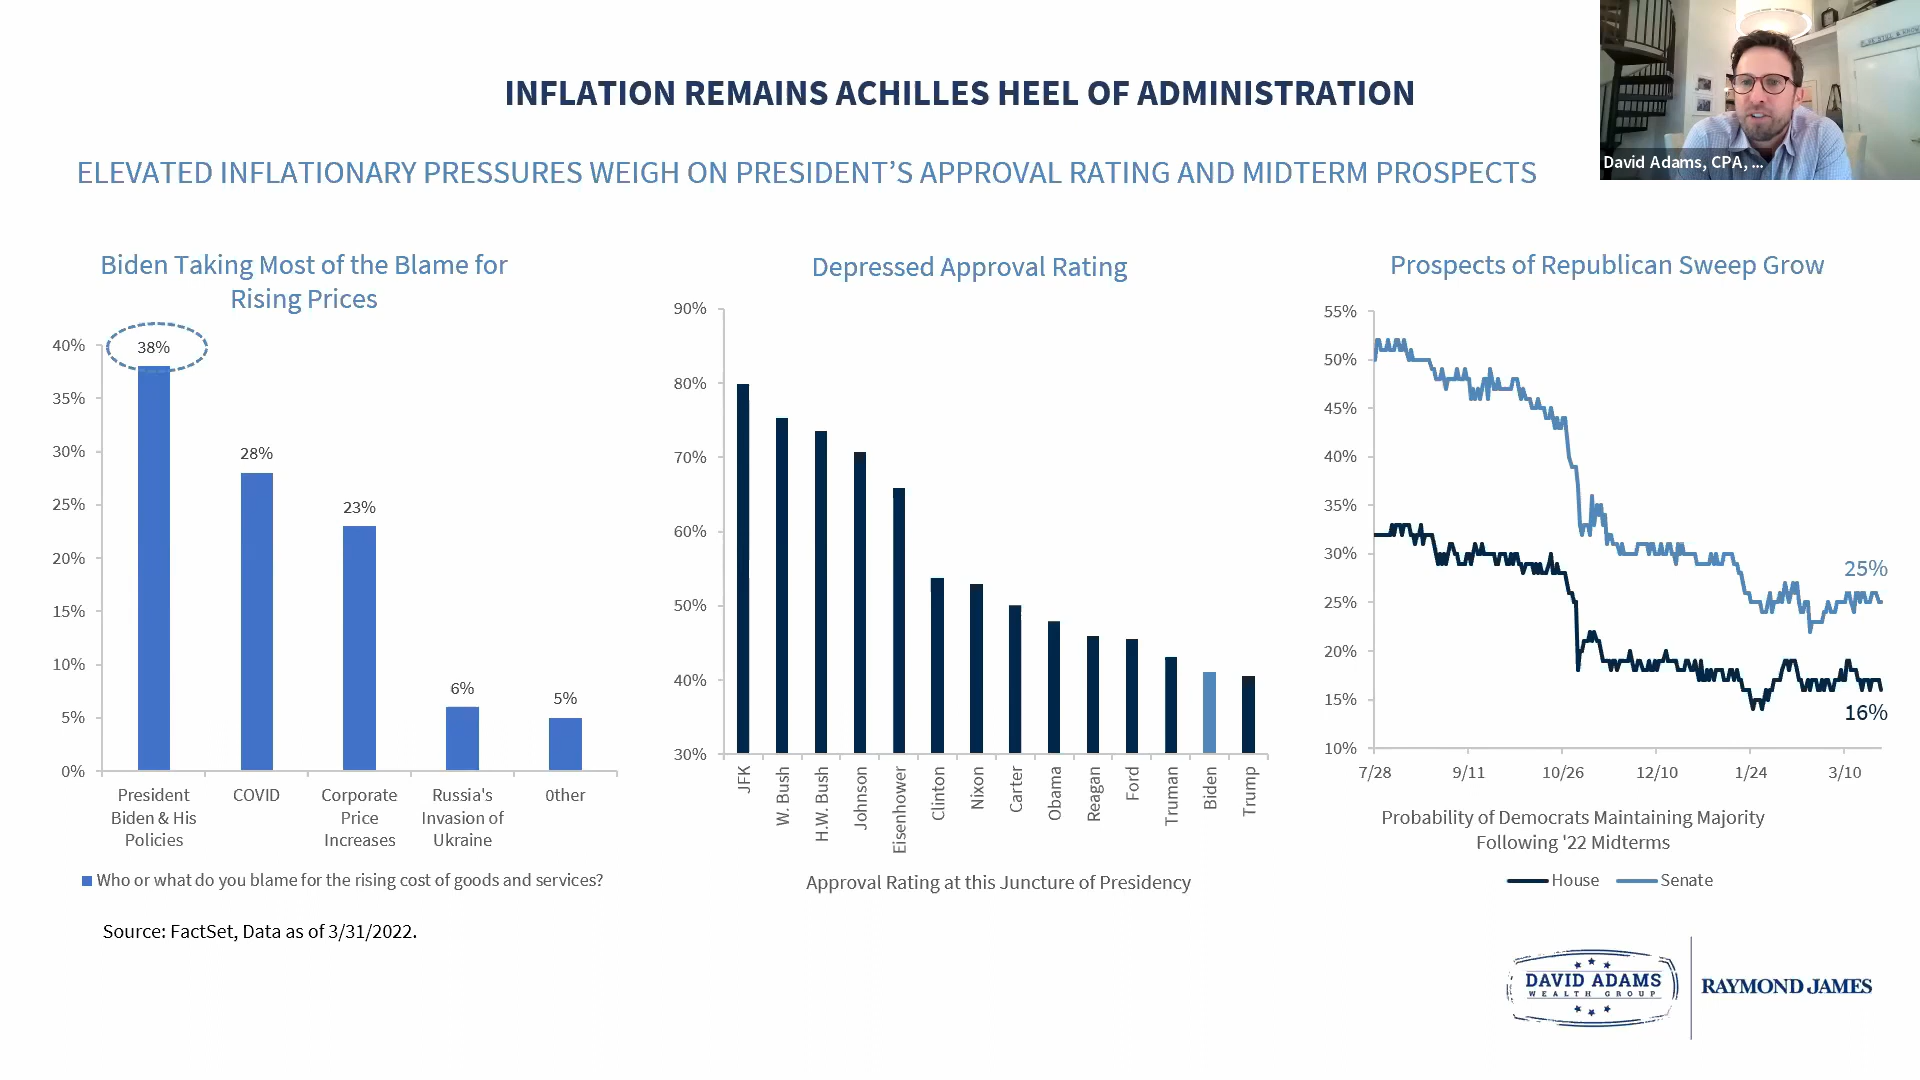 INFLATION REMAINS ACHILLES HEEL OF ADMINISTRATION
David Adams, CPA, ...
ELEVATED INFLATIONARY PRESSURES WEIGH ON PRESIDENT’S APPROVAL RATING AND MIDTERM PROSPECTS
Biden Taking Most of the Blame for
Rising Prices
40%
35%
30%
25%
20%
15%
10%
5%
0%
38%
28%
23%
6%
5%
President
Biden & His
Policies
COVID
Corporate
Price
Increases
Russia's
Invasion of
Ukraine
0ther
Who or what do you blame for the rising cost of goods and services?
Source: FactSet, Data as of 3/31/2022.
Depressed Approval Rating
90%
80%
70%
60%
50%
40%
30%
JFK
W. Bush
H.W. Bush
Johnson
Eisenhower
Clinton
Nixon
Carter
Obama
Reagan
Ford
Truman
Biden
Trump
Approval Rating at this Juncture of Presidency
Prospects of Republican Sweep Grow
55%
50%
45%
40%
35%
30%
25%
20%
15%
10%
25%
16%
7/28
9/11
10/26
12/10
1/24
3/10
Probability of Democrats Maintaining Majority
Following '22 Midterms
House
Senate
DAVID ADAMS
WEALTH GROUP
RAYMOND JAMES